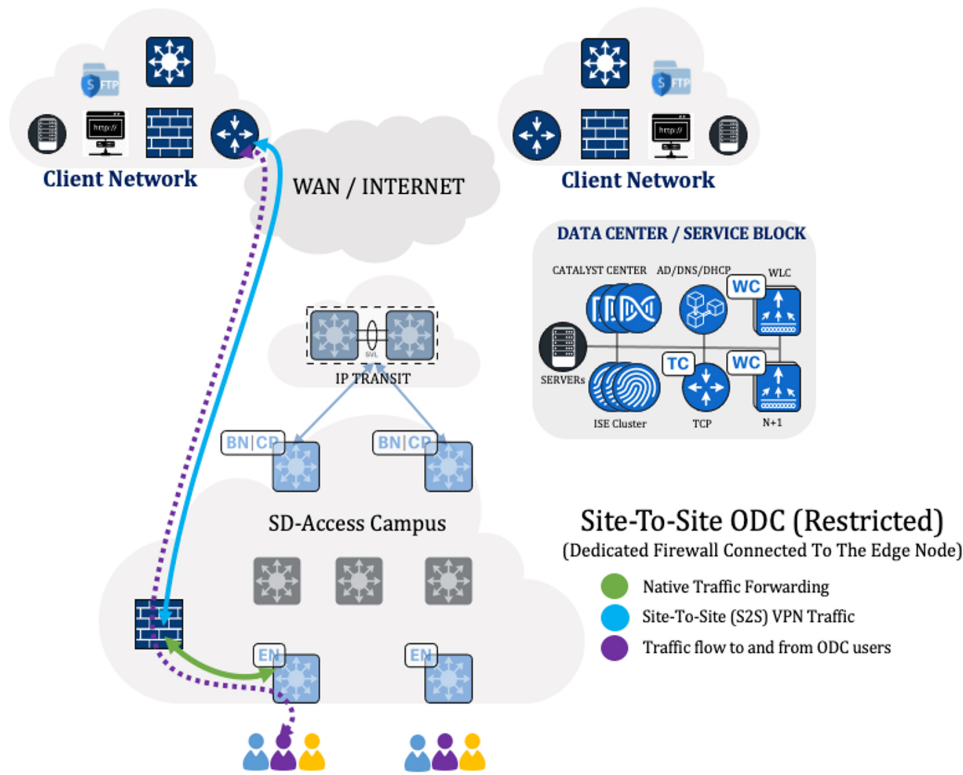 S FTP
http://
Client Network
S FTP
http://
Client Network
WAN / INTERNET
DATA CENTER / SERVICE BLOCK
CATALYST CENTER
AD/DNS/DHCP
WLC
WC
SERVERs
TC
WC
ISE Cluster
TCP
N+1
SVL
IP TRANSIT
BN|CP
BN|CP
SD-Access Campus
Site-To-Site ODC (Restricted)
(Dedicated Firewall Connected To The Edge Node)
Native Traffic Forwarding
Site-To-Site (S2S) VPN Traffic
Traffic flow to and from ODC users
EN
EN